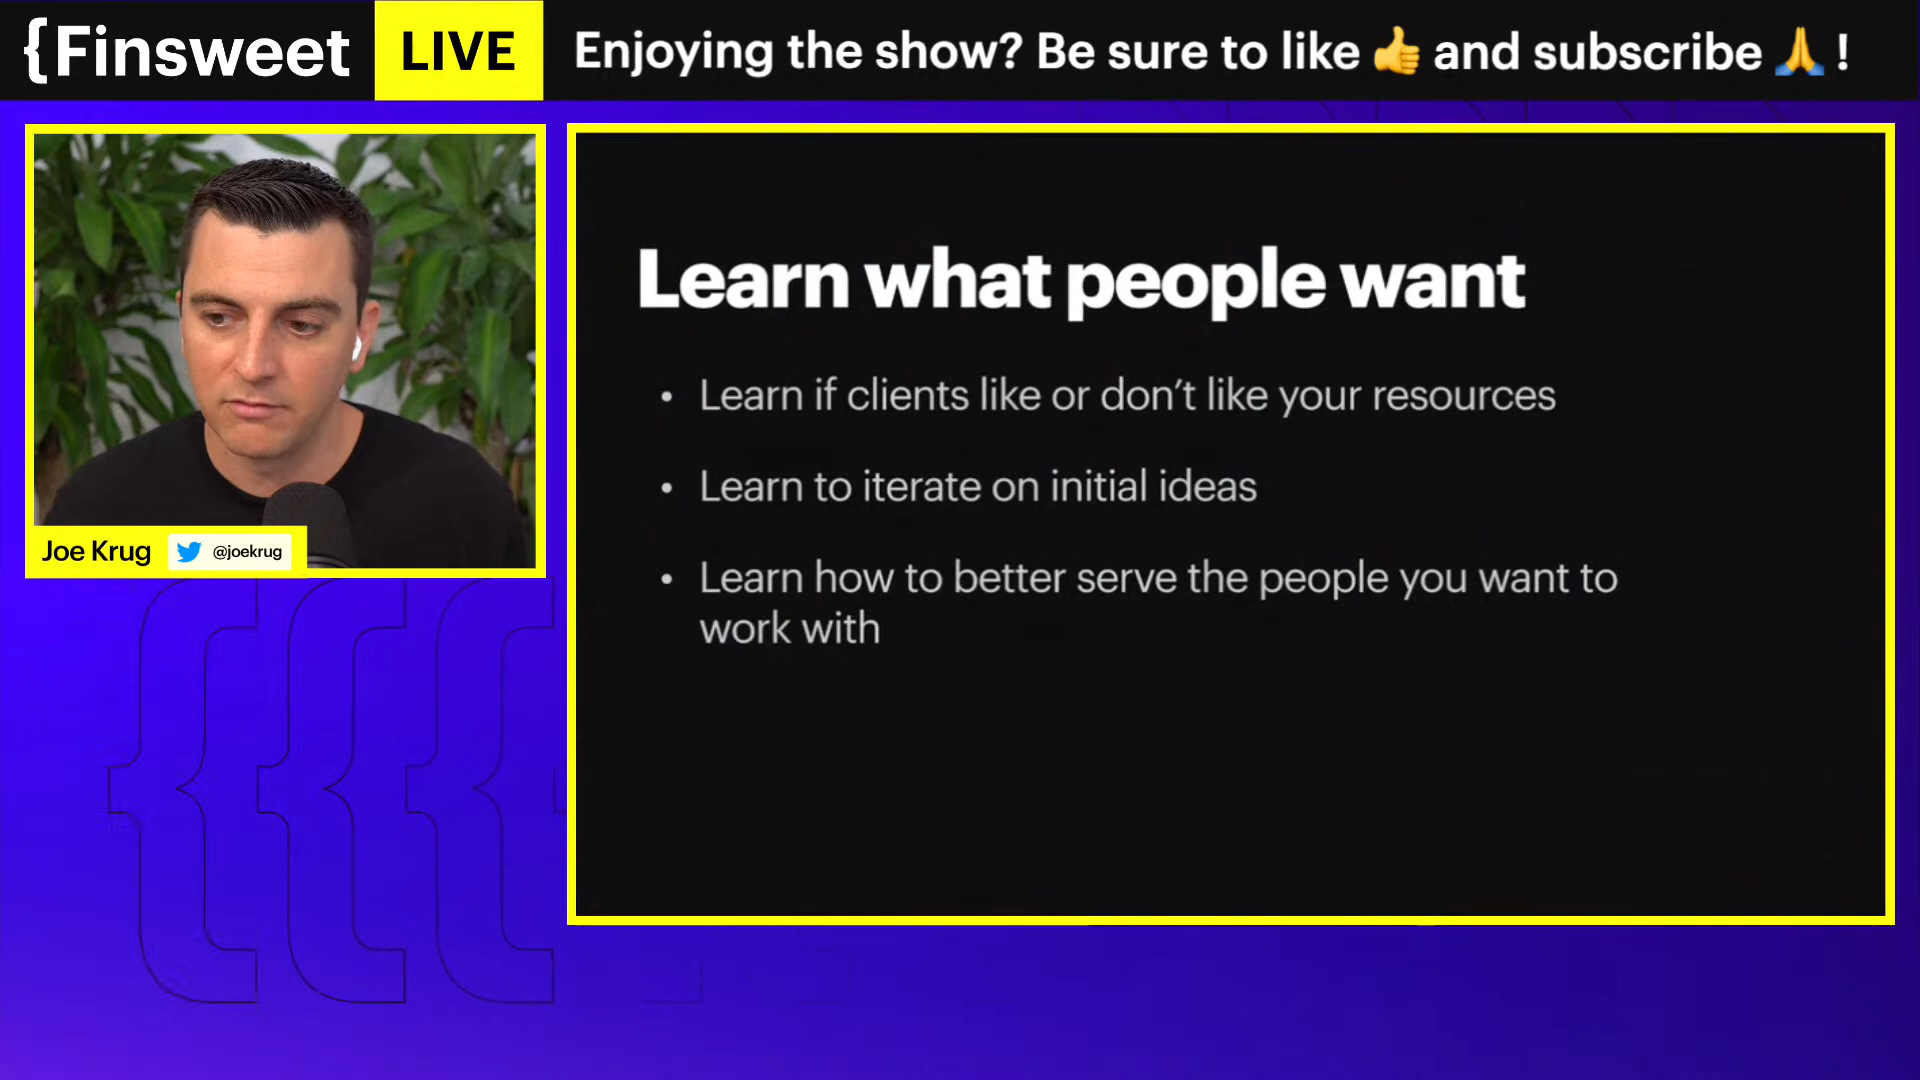 {Finsweet LIVE Enjoying the show? Be sure to like 👍 and subscribe 🙏 !
Joe Krug @joekrug
Learn what people want
• Learn if clients like or don’t like your resources
• Learn to iterate on initial ideas
• Learn how to better serve the people you want to
work with